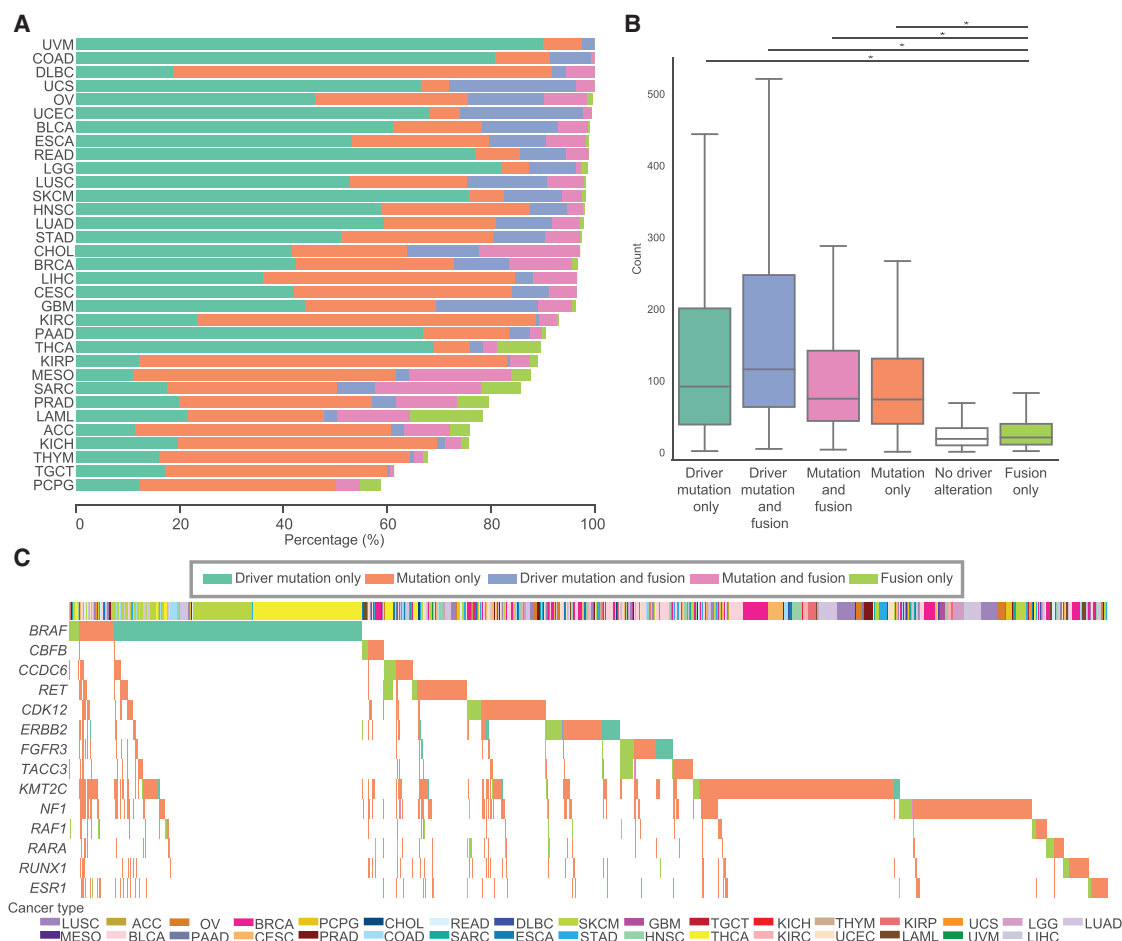 A
B
UVM
COAD
DLBC
UCS
OV
UCEC
BLCA
ESCA
READ
LGG
LUSC
SKCM
HNSC
LUAD
STAD
CHOL
BRCA
LIHC
CESC
GBM
KIRC
PAAD
THCA
KIRP
MESO
SARC
PRAD
LAML
ACC
KICH
THYM
TGCT
PCPG
0 20 40 60 80 100
Percentage (%)
*
*
*
*
500
400
300
200
100
0
Count
Driver mutation only
Driver mutation and fusion
Mutation and fusion
Mutation only
No driver alteration
Fusion only
C
Driver mutation only Mutation only Driver mutation and fusion Mutation and fusion Fusion only
BRAF
CBFB
CCDC6
RET
CDK12
ERBB2
FGFR3
TACC3
KMT2C
NF1
RAF1
RARA
RUNX1
ESR1
Cancer type
LUSC ACC OV BRCA PCPG CHOL READ DLBC SKCM GBM TGCT KICH THYM KIRP UCS LGG LUAD
MESO BLCA PAAD CESC PRAD COAD SARC ESCA STAD HNSC THCA KIRC UCEC LAML UVM LIHC